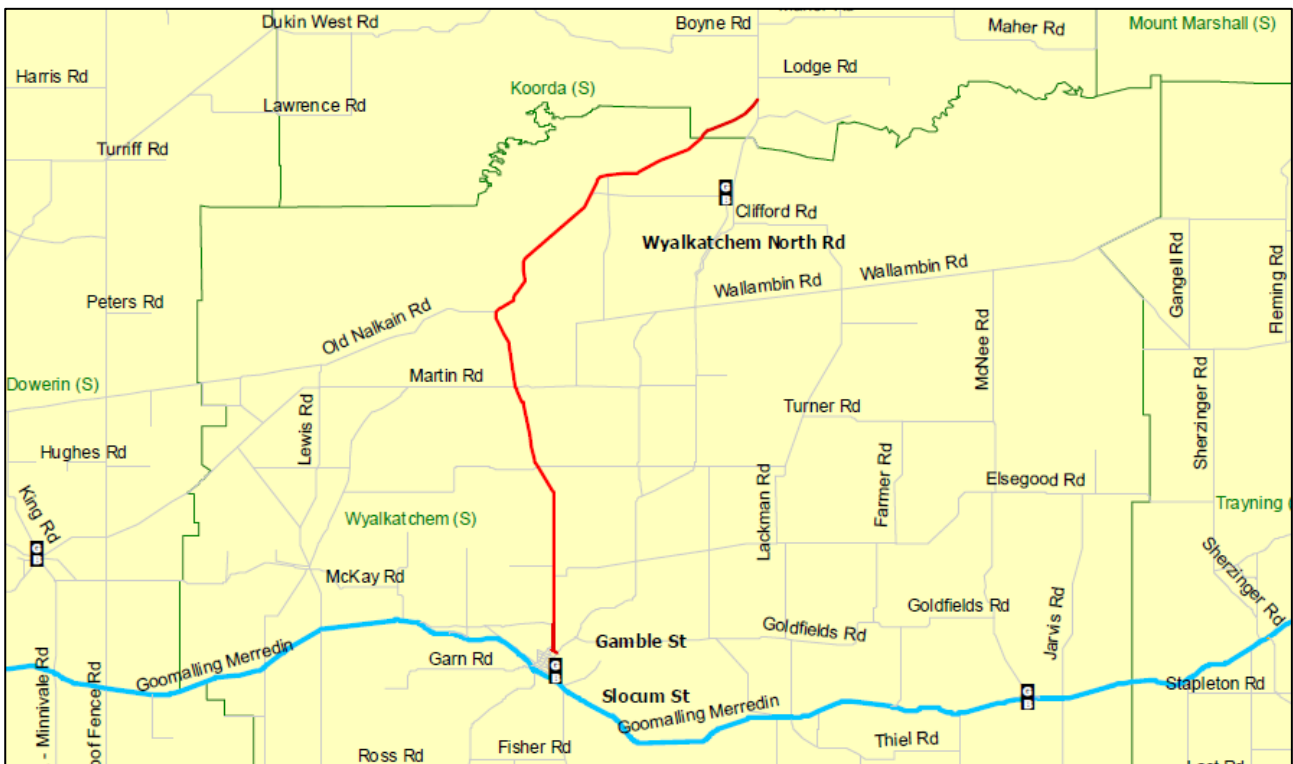 Dukin West Rd
Boyne Rd
Maher Rd
Mount Marshall (S)
Harris Rd
Lodge Rd
Koorda (S)
Lawrence Rd
Turriff Rd
Clifford Rd
Wyalkatchem North Rd
Wallambin Rd
Wallambin Rd
Gangell Rd
Fleming Rd
Peters Rd
Old Nalkain Rd
McNee Rd
Dowerin (S)
Martin Rd
Sherzinger Rd
Turner Rd
Lewis Rd
Hughes Rd
Farmer Rd
Elsegood Rd
Lackman Rd
King Rd
Wyalkatchem (S)
Trayning (
McKay Rd
Sherzinger Rd
Goldfields Rd
Goldfields Rd
Jarvis Rd
Gamble St
Goomalling Merredin
Garn Rd
- Minnivale Rd
oof Fence Rd
Slocum St
Stapleton Rd
Goomalling Merredin
Thiel Rd
Fisher Rd
Ross Rd